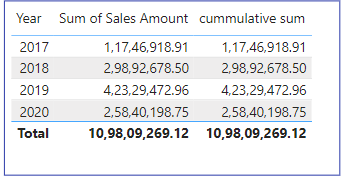 Year Sum of Sales Amount cummulative sum
2017 1,17,46,918.91 1,17,46,918.91
2018 2,98,92,678.50 2,98,92,678.50
2019 4,23,29,472.96 4,23,29,472.96
2020 2,58,40,198.75 2,58,40,198.75
Total 10,98,09,269.12 10,98,09,269.12